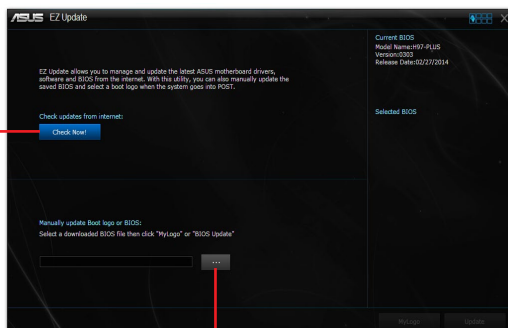 ASUS EZ Update
Current BIOS
Model Name:H97-PLUS
Version:0303
Release Date:02/27/2014
EZ Update allows you to manage and update the latest ASUS motherboard drivers,
software and BIOS from the internet. With this utility, you can also manually update the
saved BIOS and select a boot logo when the system goes into POST.
Check updates from internet:
Check Now!
Selected BIOS
Manually update Boot logo or BIOS:
Select a downloaded BIOS file then click "MyLogo" or "BIOS Update"
...
MyLogo
Update